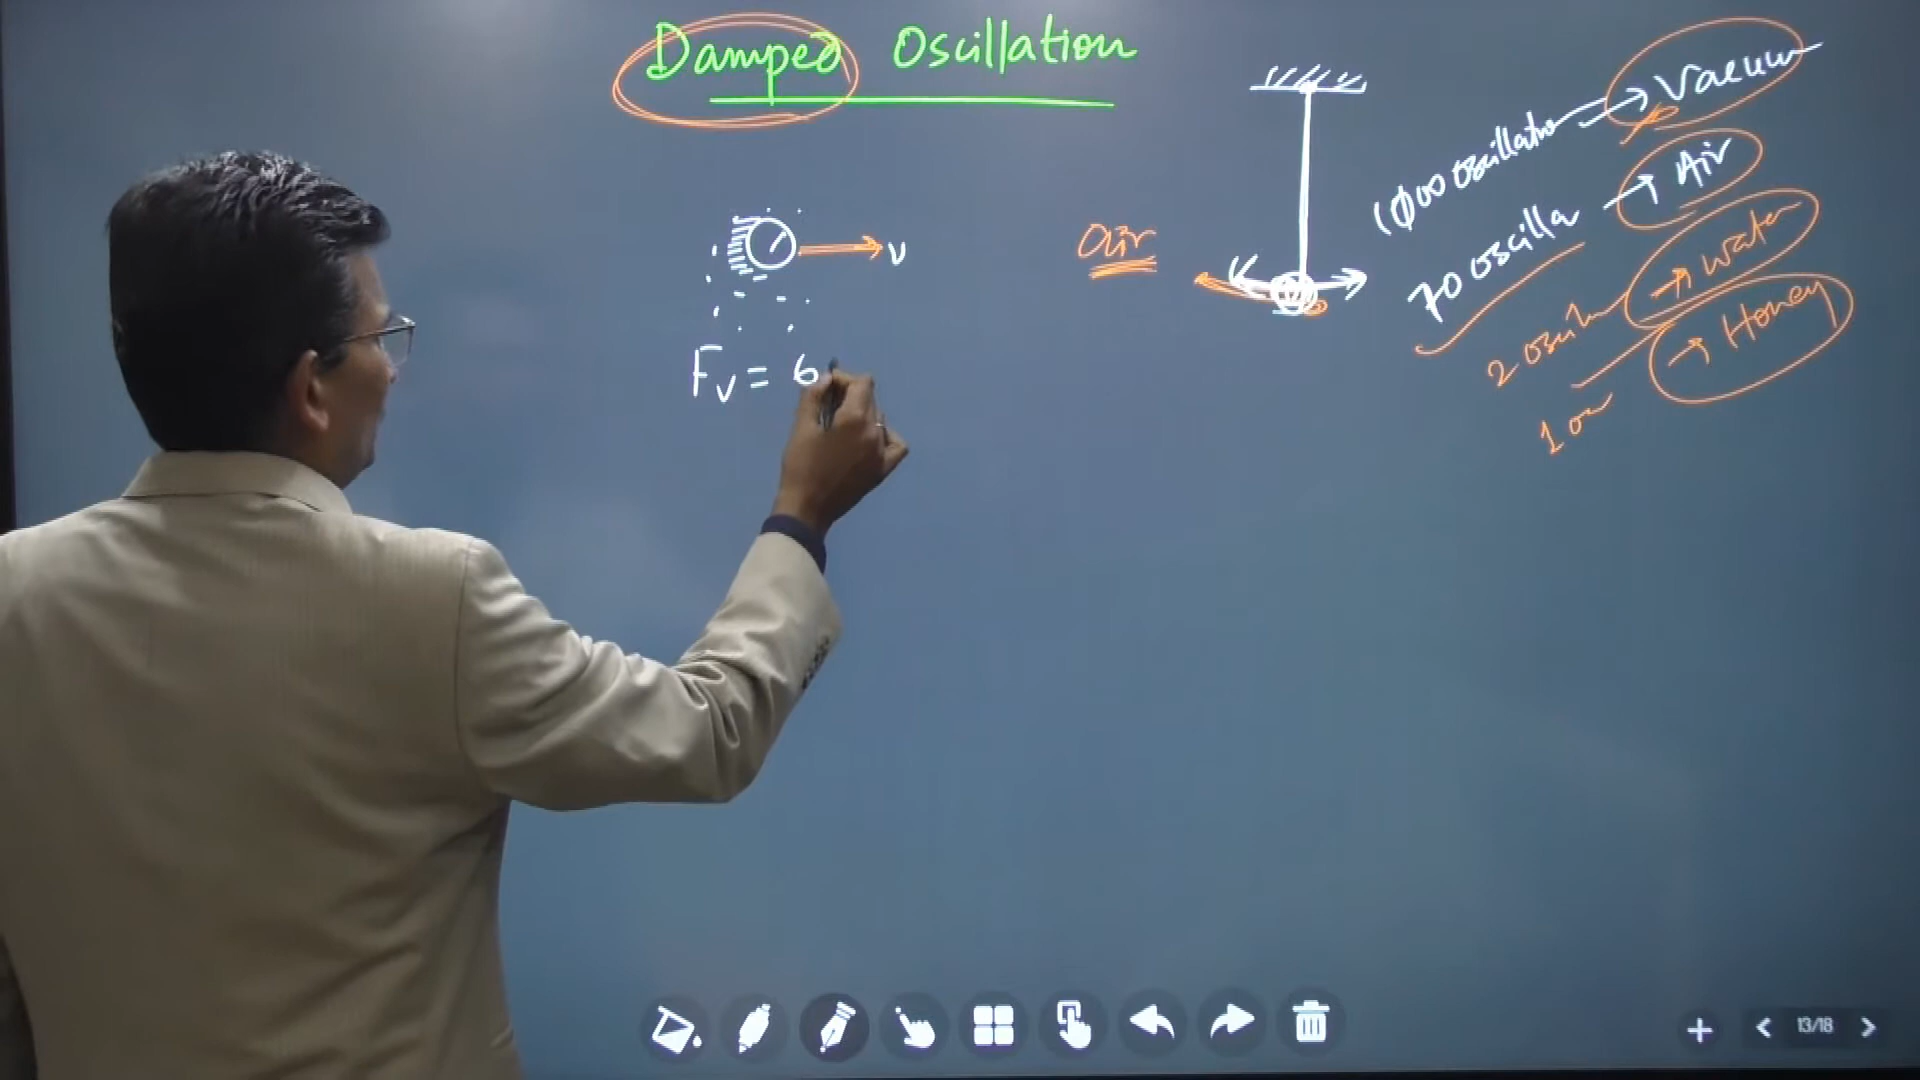 Damped Oscillation
1000 oscillation → Vacuum
70 oscilla → Air
→ Water
→ Honey
air
v
Fv = 6
13/18